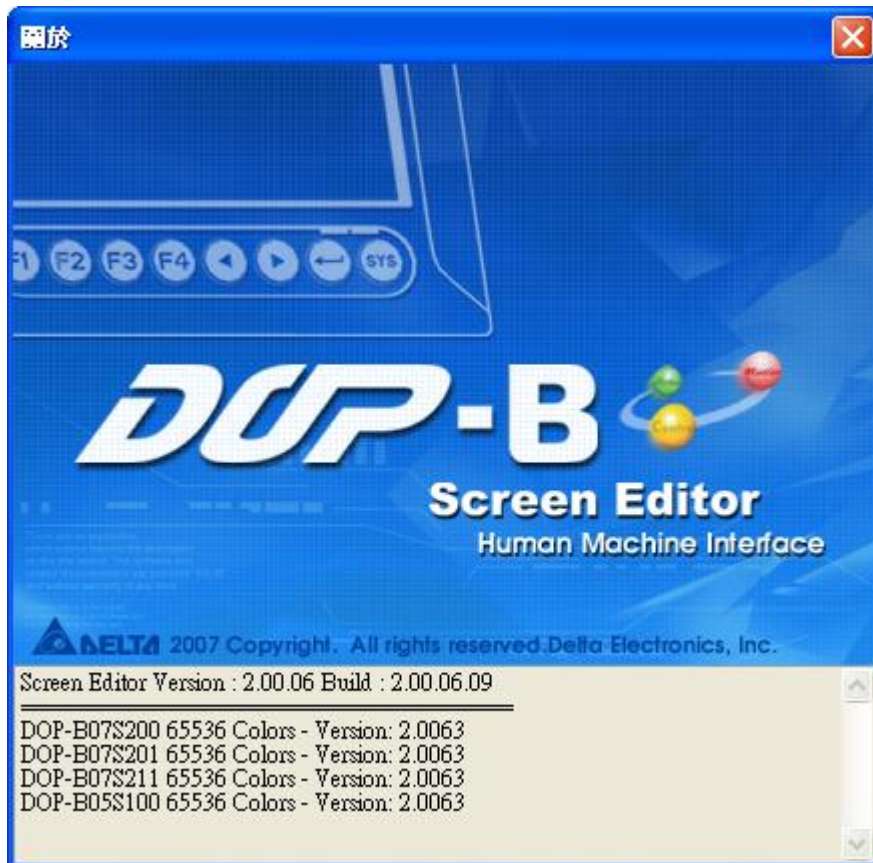 關於
F1 F2 F3 F4 SYS
DOP-B
Control
Screen Editor
Human Machine Interface
DELTA 2007 Copyright. All rights reserved.Delta Electronics, Inc.
Screen Editor Version : 2.00.06 Build : 2.00.06.09
DOP-B07S200 65536 Colors - Version: 2.0063
DOP-B07S201 65536 Colors - Version: 2.0063
DOP-B07S211 65536 Colors - Version: 2.0063
DOP-B05S100 65536 Colors - Version: 2.0063